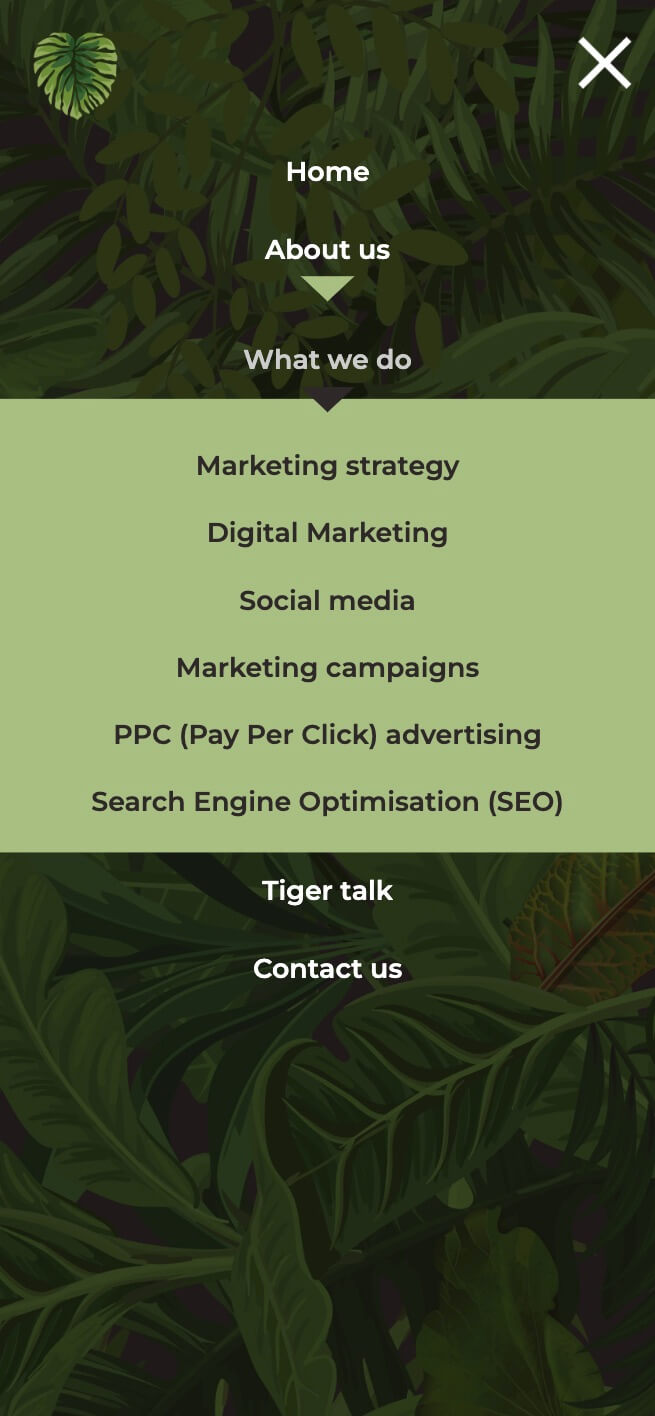 Home
About us
What we do
Marketing strategy
Digital Marketing
Social media
Marketing campaigns
PPC (Pay Per Click) advertising
Search Engine Optimisation (SEO)
Tiger talk
Contact us